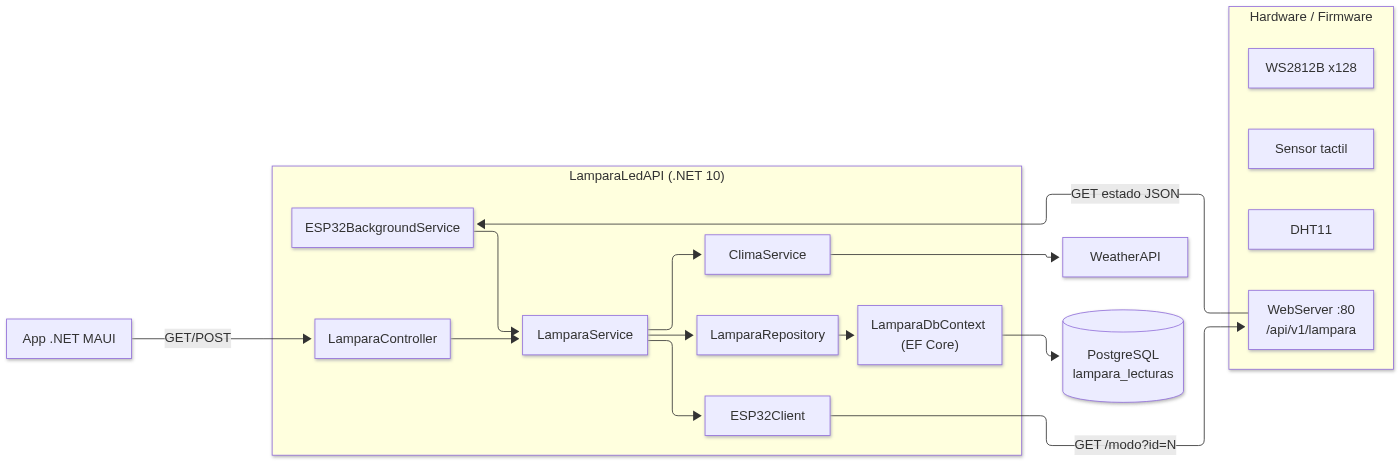 Hardware / Firmware
WS2812B x128
Sensor tactil
DHT11
WebServer :80
/api/v1/lampara
LamparaLedAPI (.NET 10)
ESP32BackgroundService
GET estado JSON
ClimaService
WeatherAPI
App .NET MAUI
GET/POST
LamparaController
LamparaService
LamparaRepository
LamparaDbContext
(EF Core)
PostgreSQL
lampara_lecturas
ESP32Client
GET /modo?id=N